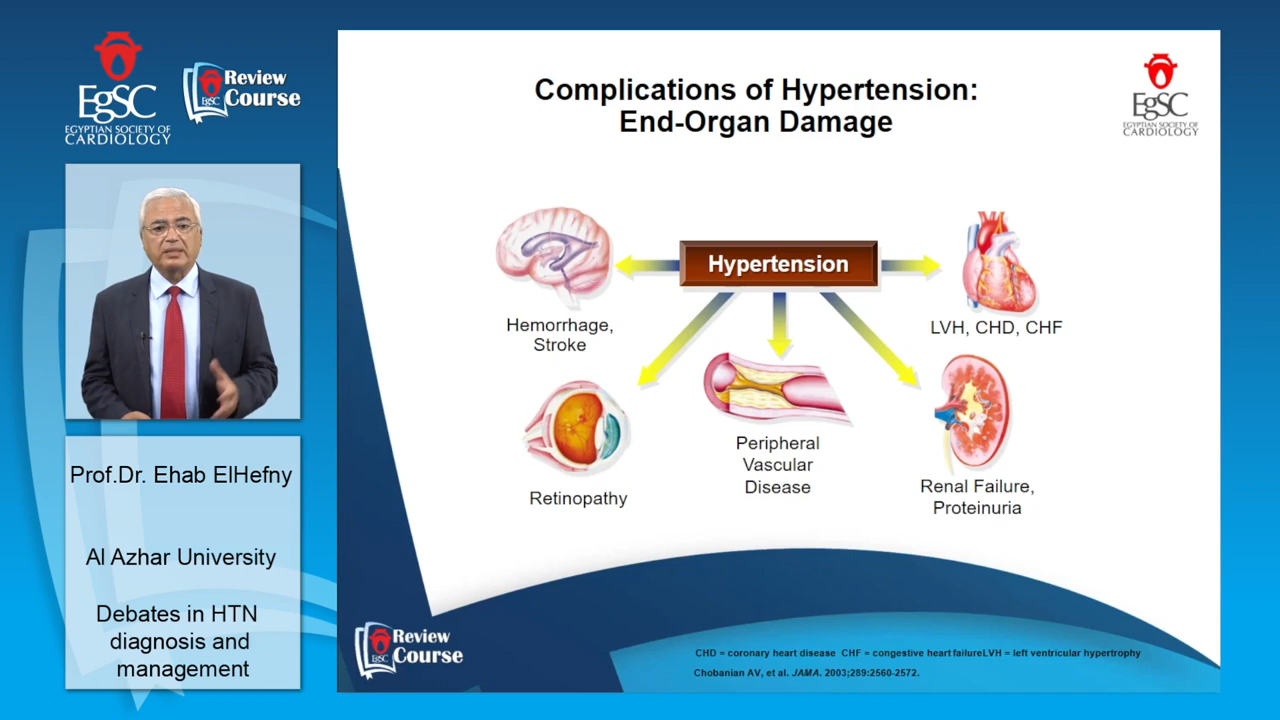 EgSC
EGYPTIAN SOCIETY OF
CARDIOLOGY
Review
Course
EgSC
Prof.Dr. Ehab ElHefny
Al Azhar University
Debates in HTN
diagnosis and
management
Complications of Hypertension:
End-Organ Damage
EgSC
EGYPTIAN SOCIETY OF
CARDIOLOGY
Hypertension
Hemorrhage,
Stroke
LVH, CHD, CHF
Retinopathy
Peripheral
Vascular
Disease
Renal Failure,
Proteinuria
Review
Course
EgSC
CHD = coronary heart disease CHF = congestive heart failureLVH = left ventricular hypertrophy
Chobanian AV, et al. JAMA. 2003;289:2560-2572.